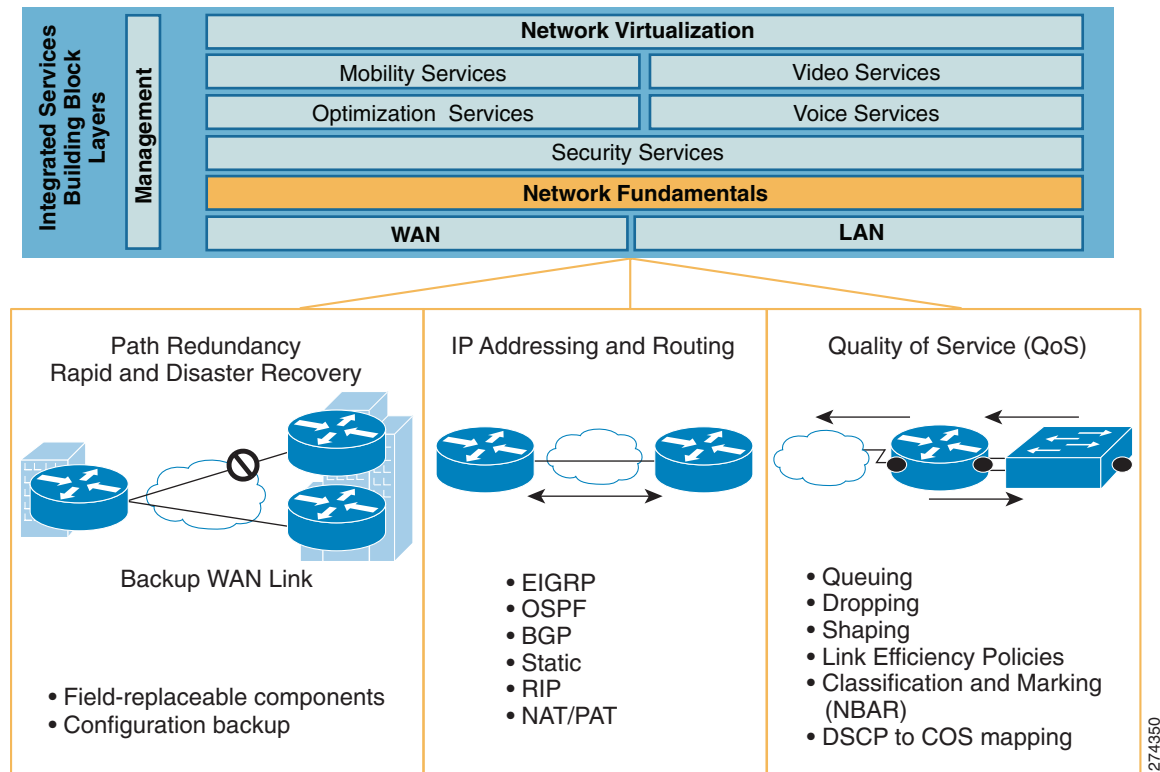 Integrated Services
Building Block
Layers
Management
Network Virtualization
Mobility Services
Video Services
Optimization Services
Voice Services
Security Services
Network Fundamentals
WAN
LAN
Path Redundancy
Rapid and Disaster Recovery
Backup WAN Link
• Field-replaceable components
• Configuration backup
IP Addressing and Routing
• EIGRP
• OSPF
• BGP
• Static
• RIP
• NAT/PAT
Quality of Service (QoS)
• Queuing
• Dropping
• Shaping
• Link Efficiency Policies
• Classification and Marking
(NBAR)
• DSCP to COS mapping
274350